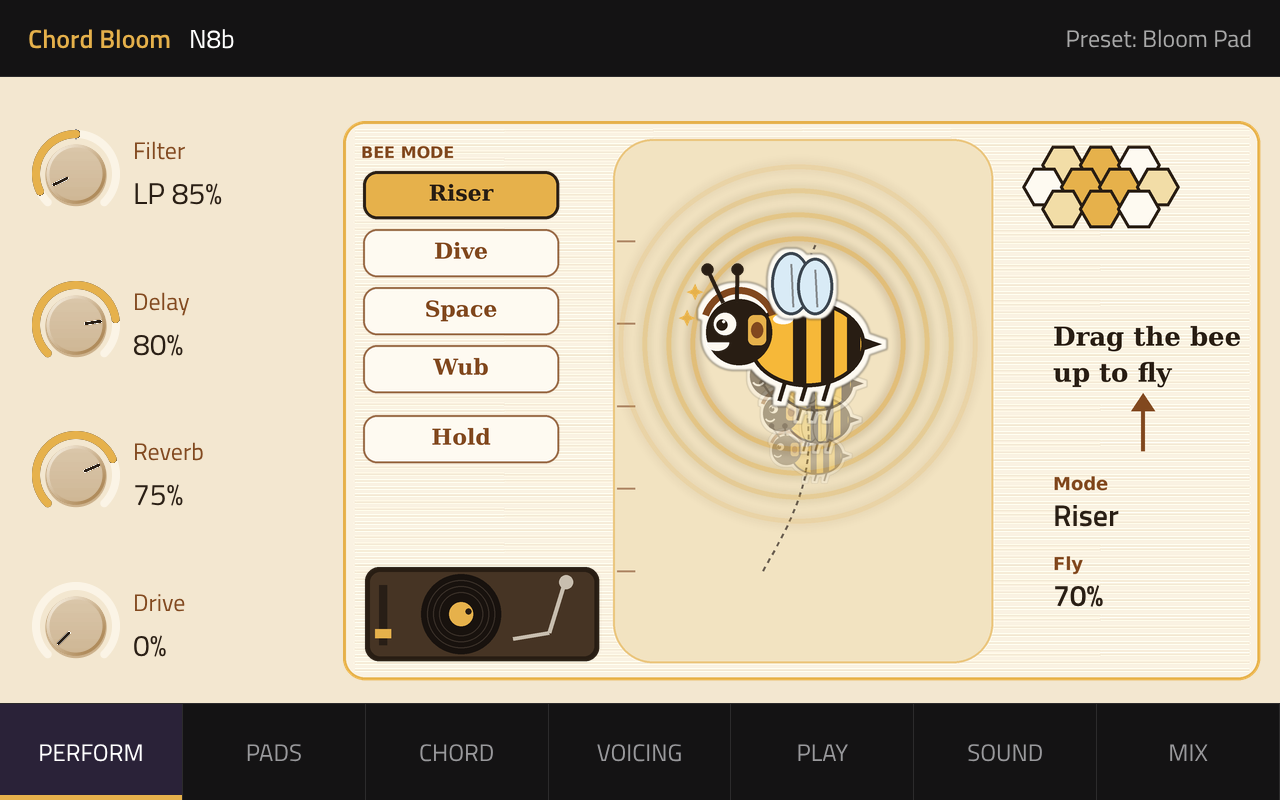 Chord Bloom N8b
Preset: Bloom Pad
Filter
LP 85%
Delay
80%
Reverb
75%
Drive
0%
BEE MODE
Riser
Dive
Space
Wub
Hold
Drag the bee
up to fly
Mode
Riser
Fly
70%
PERFORM
PADS
CHORD
VOICING
PLAY
SOUND
MIX